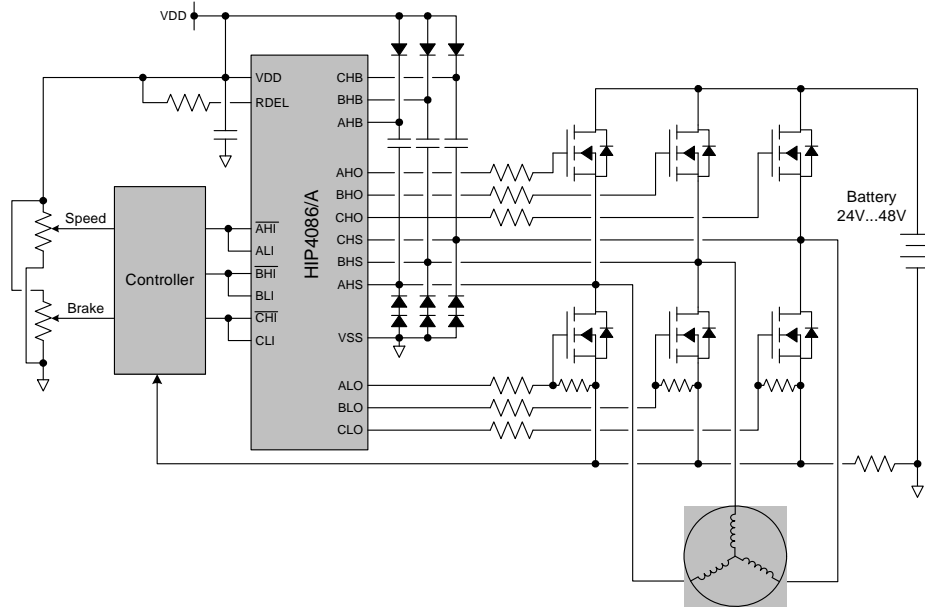 VDD
VDD
RDEL
CHB
BHB
AHB
AHO
BHO
CHO
CHS
BHS
AHS
VSS
ALO
BLO
CLO
AHI
ALI
BHI
BLI
CHI
CLI
HIP4086/A
Speed
Controller
Brake
Battery
24V...48V